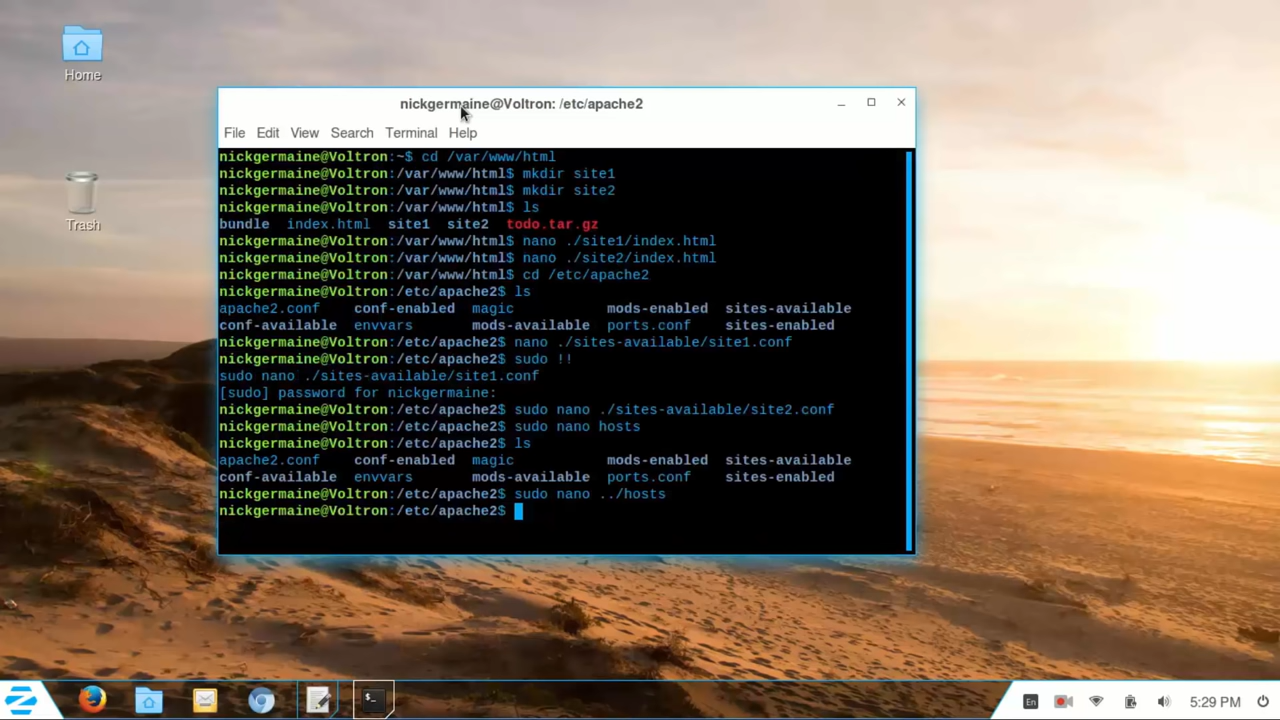 Home
Trash
nickgermaine@Voltron: /etc/apache2
File Edit View Search Terminal Help
nickgermaine@Voltron:~$ cd /var/www/html
nickgermaine@Voltron:/var/www/html$ mkdir site1
nickgermaine@Voltron:/var/www/html$ mkdir site2
nickgermaine@Voltron:/var/www/html$ ls
bundle index.html site1 site2 todo.tar.gz
nickgermaine@Voltron:/var/www/html$ nano ./site1/index.html
nickgermaine@Voltron:/var/www/html$ nano ./site2/index.html
nickgermaine@Voltron:/var/www/html$ cd /etc/apache2
nickgermaine@Voltron:/etc/apache2$ ls
apache2.conf conf-enabled magic mods-enabled sites-available
conf-available envvars mods-available ports.conf sites-enabled
nickgermaine@Voltron:/etc/apache2$ nano ./sites-available/site1.conf
nickgermaine@Voltron:/etc/apache2$ sudo !!
sudo nano ./sites-available/site1.conf
[sudo] password for nickgermaine:
nickgermaine@Voltron:/etc/apache2$ sudo nano ./sites-available/site2.conf
nickgermaine@Voltron:/etc/apache2$ sudo nano hosts
nickgermaine@Voltron:/etc/apache2$ ls
apache2.conf conf-enabled magic mods-enabled sites-available
conf-available envvars mods-available ports.conf sites-enabled
nickgermaine@Voltron:/etc/apache2$ sudo nano ../hosts
nickgermaine@Voltron:/etc/apache2$
En 5:29 PM